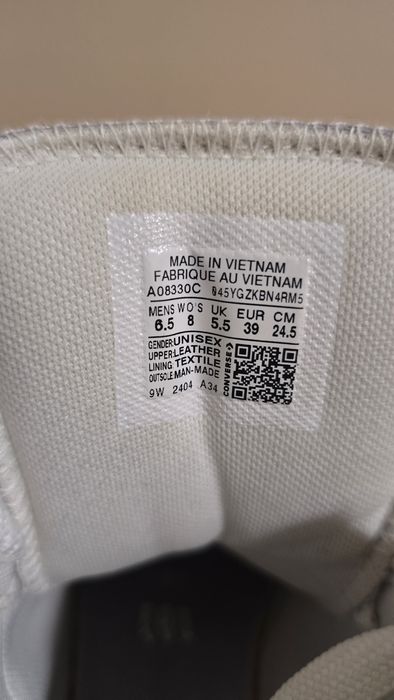 MADE IN VIETNAM
FABRIQUE AU VIETNAM
A08330C 045YGZKBN4RM5
MENS WO'S UK EUR CM
6.5 8 5.5 39 24.5
GENDER:UNISEX
UPPER:LEATHER
LINING TEXTILE
OUTSOLE:MAN-MADE
9W 2404 A34
CONVERSE